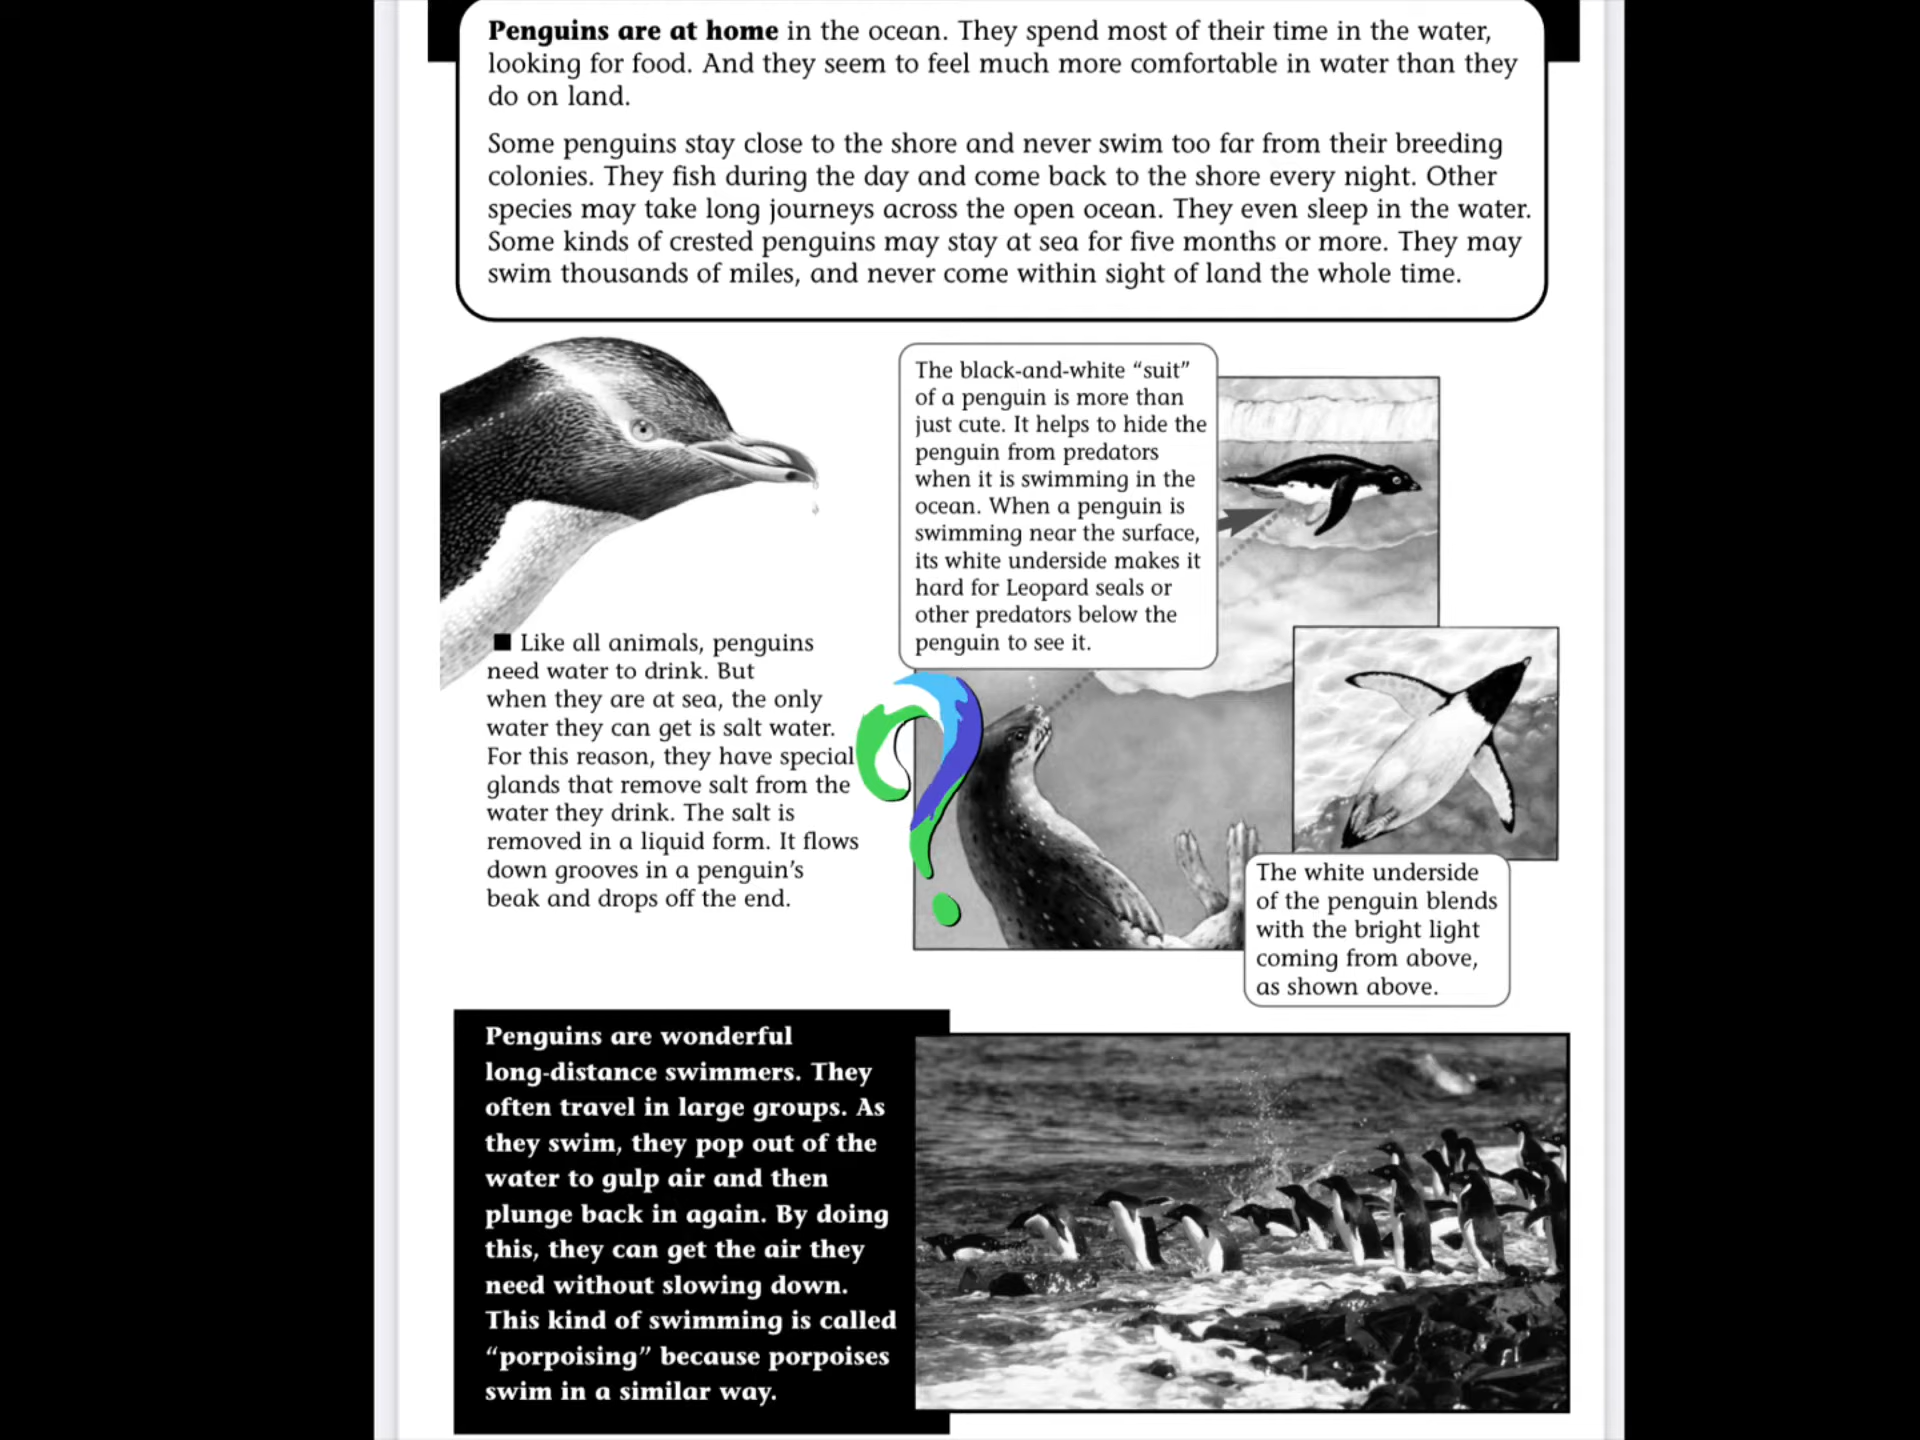 Penguins are at home in the ocean. They spend most of their time in the water,
looking for food. And they seem to feel much more comfortable in water than they
do on land.
Some penguins stay close to the shore and never swim too far from their breeding
colonies. They fish during the day and come back to the shore every night. Other
species may take long journeys across the open ocean. They even sleep in the water.
Some kinds of crested penguins may stay at sea for five months or more. They may
swim thousands of miles, and never come within sight of land the whole time.
The black-and-white “suit”
of a penguin is more than
just cute. It helps to hide the
penguin from predators
when it is swimming in the
ocean. When a penguin is
swimming near the surface,
its white underside makes it
hard for Leopard seals or
other predators below the
penguin to see it.
■ Like all animals, penguins
need water to drink. But
when they are at sea, the only
water they can get is salt water.
For this reason, they have special
glands that remove salt from the
water they drink. The salt is
removed in a liquid form. It flows
down grooves in a penguin’s
beak and drops off the end.
?
The white underside
of the penguin blends
with the bright light
coming from above,
as shown above.
Penguins are wonderful
long-distance swimmers. They
often travel in large groups. As
they swim, they pop out of the
water to gulp air and then
plunge back in again. By doing
this, they can get the air they
need without slowing down.
This kind of swimming is called
“porpoising” because porpoises
swim in a similar way.